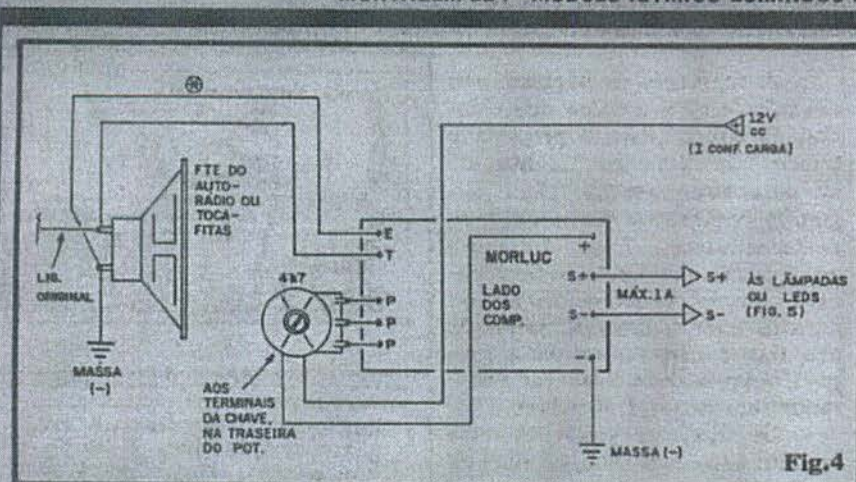 FTE DO
AUTO-
RÁDIO OU
TOCA-
FITAS
LIG.
ORIGINAL
MASSA
(-)
4k7
AOS
TERMINAIS
DA CHAVE,
NA TRASEIRA
DO POT.
E
T
P
P
P
MORLUC
LADO
DOS
COMP.
+
S+
S-
-
MÁX. 1A
12V
CC
(I CONF. CARGA)
S+
S-
ÀS LÂMPADAS
OU LEDS
(FIG. 5)
MASSA (-)
Fig.4